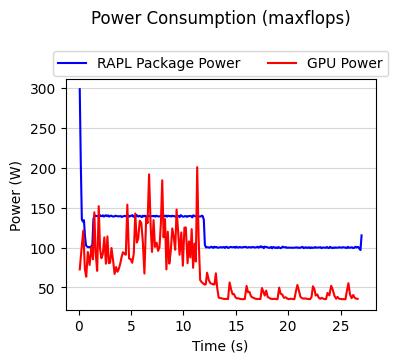 Power Consumption (maxflops)
RAPL Package Power
GPU Power
300
250
200
150
100
50
Power (W)
0
5
10
15
20
25
Time (s)